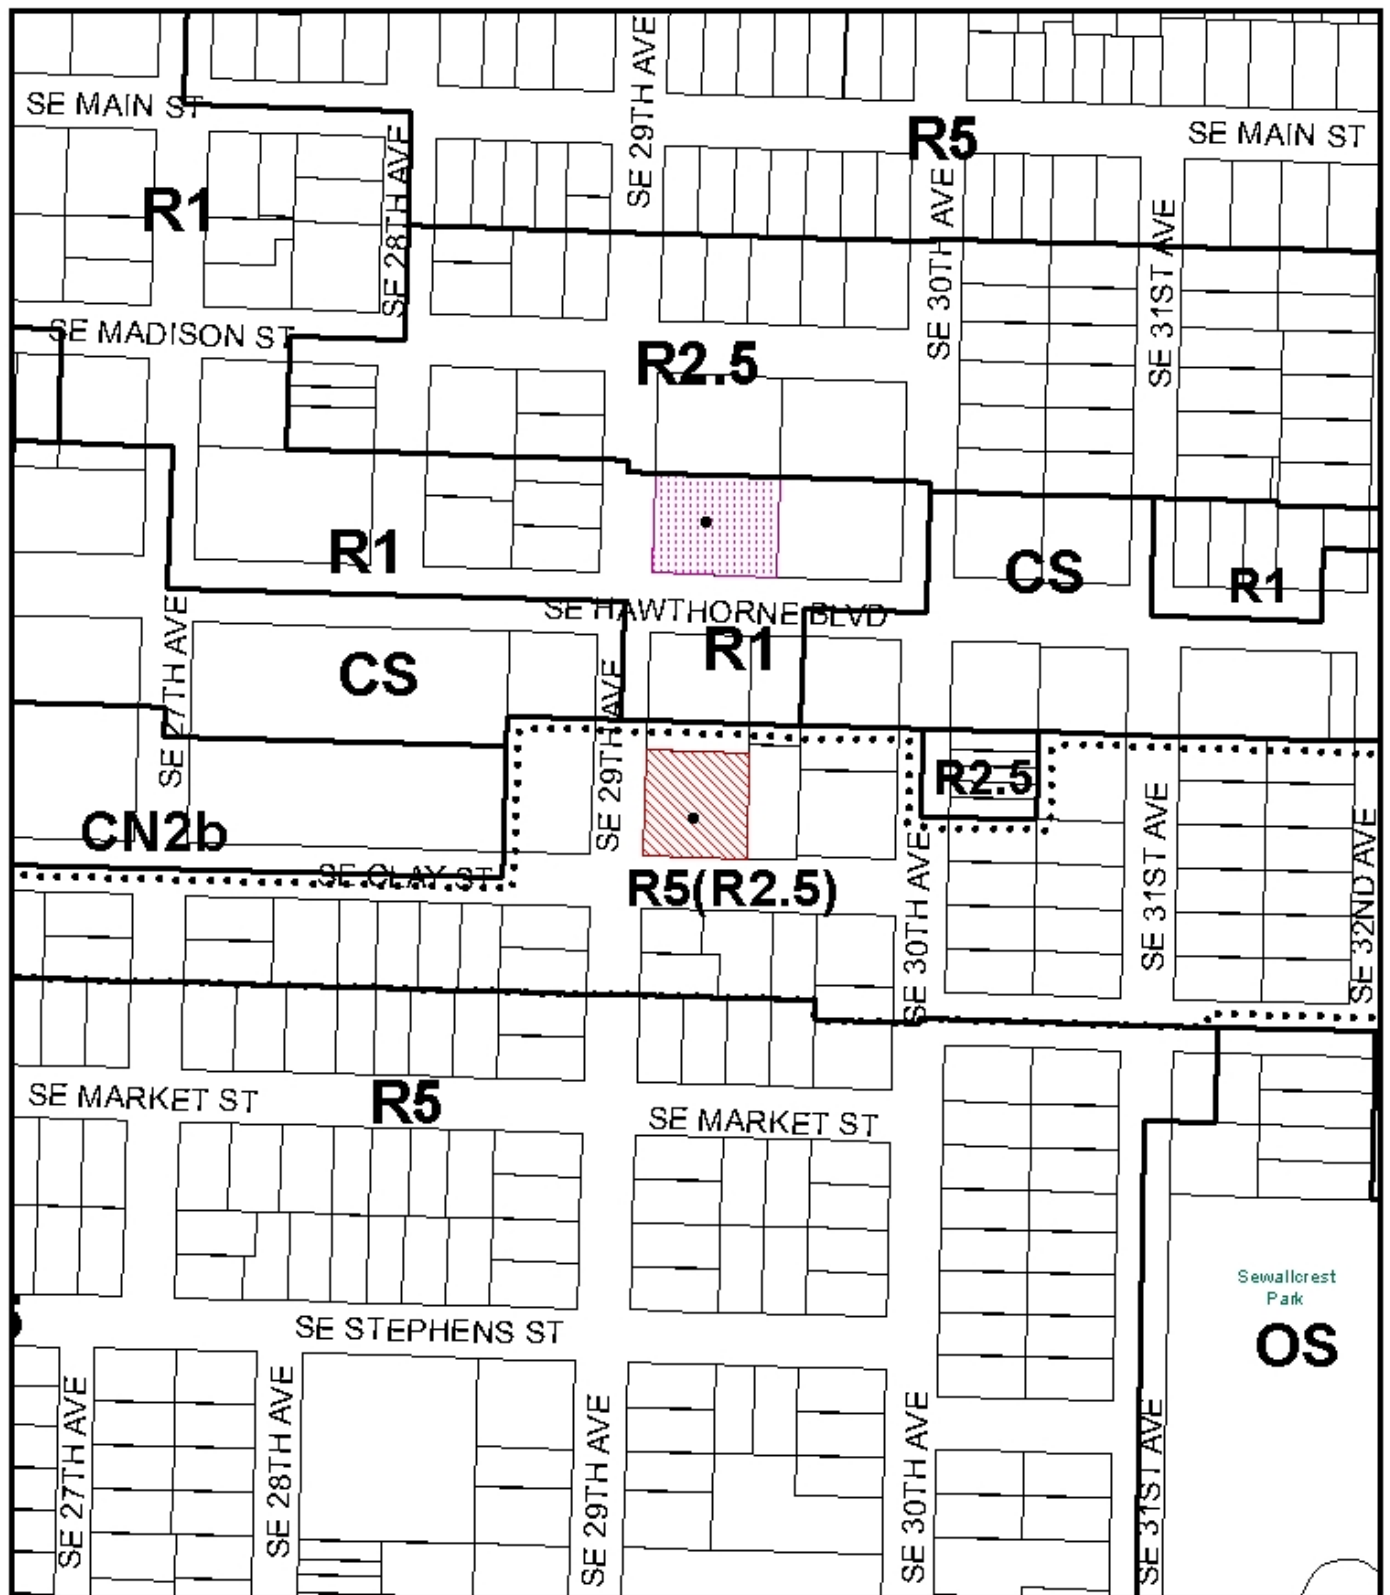 SE 29TH AVE
SE MAIN ST
R5
SE MAIN ST
SE 28TH AVE
R1
SE 30TH AVE
SE 31ST AVE
SE MADISON ST
R2.5
R1
CS
R1
SE HAWTHORNE BLVD
R1
SE 27TH AVE
CS
SE 29TH AVE
R2.5
CN2b
SE 31ST AVE
SE 32ND AVE
SE CLAY ST
R5(R2.5)
SE 30TH AVE
SE MARKET ST
R5
SE MARKET ST
Sewallcrest
Park
SE STEPHENS ST
OS
SE 27TH AVE
SE 28TH AVE
SE 29TH AVE
SE 30TH AVE
SE 31ST AVE